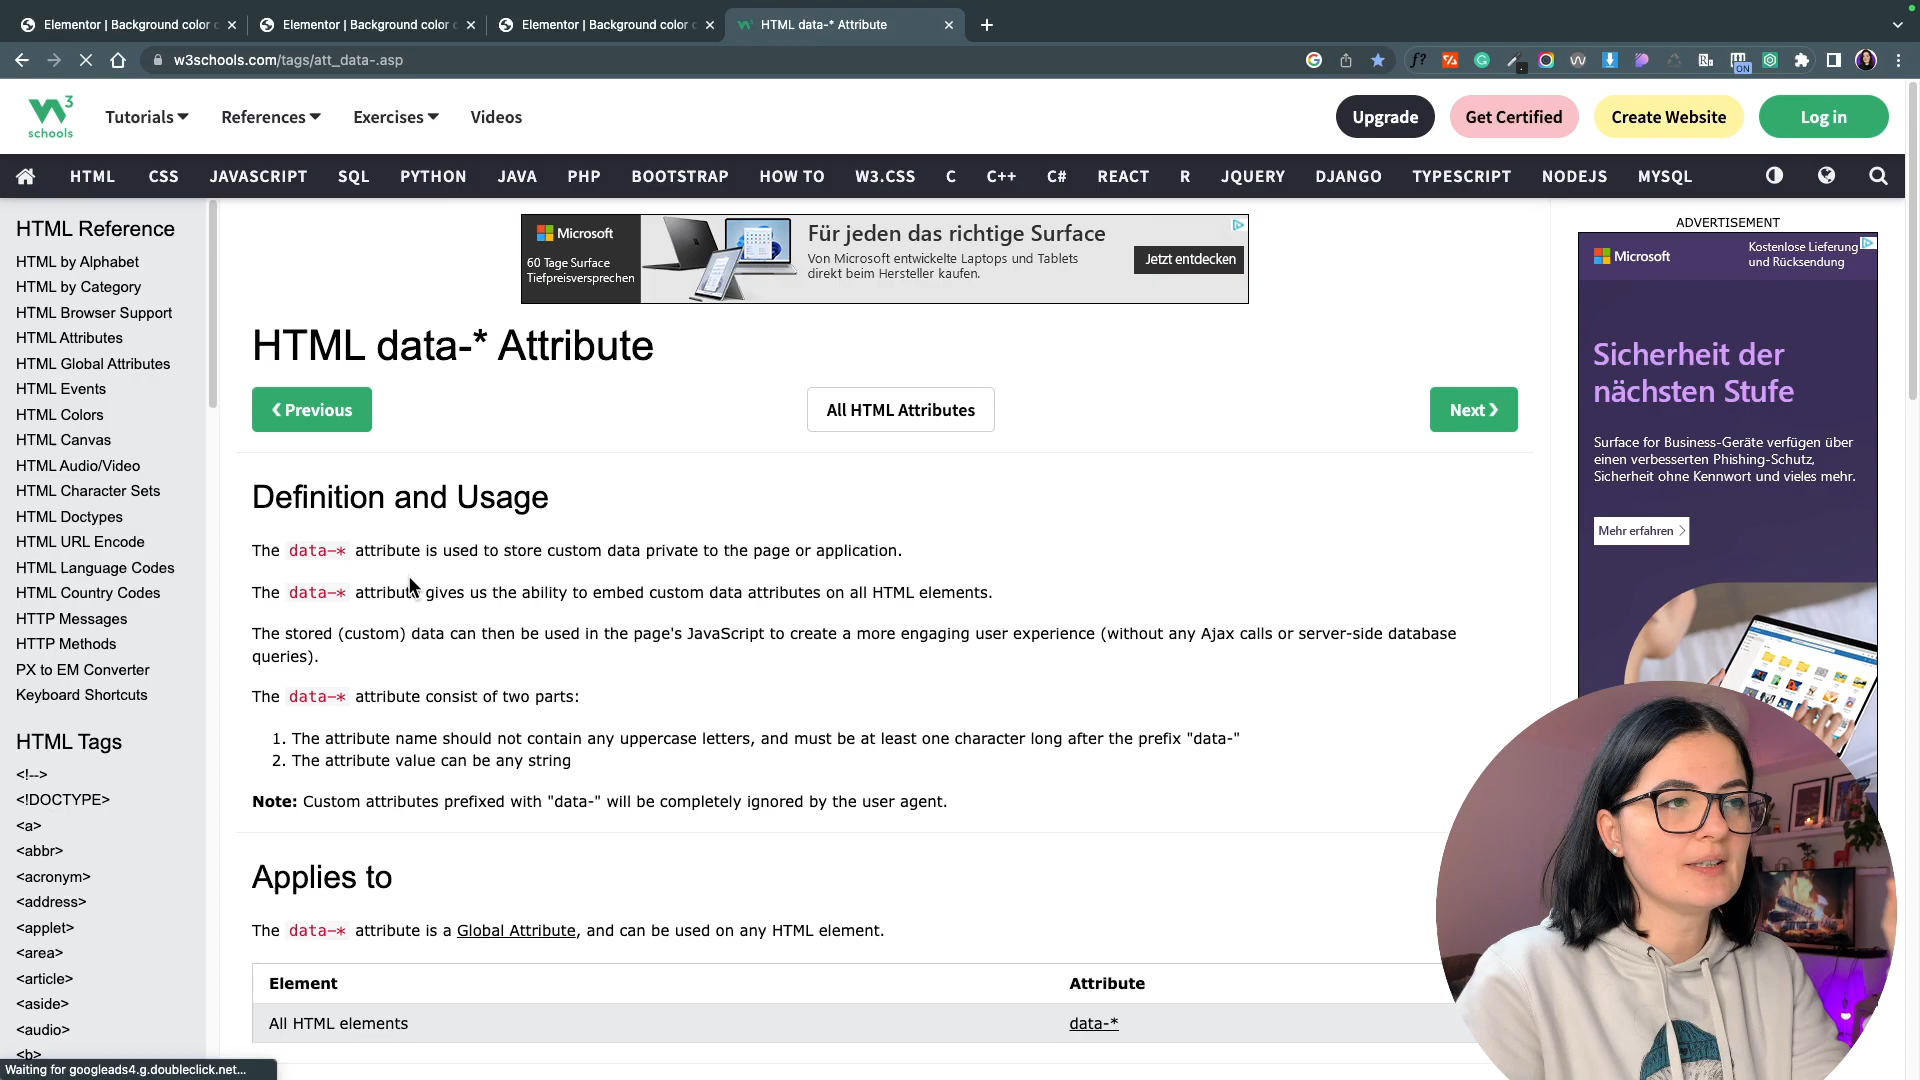 Elementor | Background color
Elementor | Background color
Elementor | Background color
HTML data-* Attribute
w3schools.com/tags/att_data-.asp
ON
3
schools
Tutorials
References
Exercises
Videos
Upgrade
Get Certified
Create Website
Log in
HTML
CSS
JAVASCRIPT
SQL
PYTHON
JAVA
PHP
BOOTSTRAP
HOW TO
W3.CSS
C
C++
C#
REACT
R
JQUERY
DJANGO
TYPESCRIPT
NODEJS
MYSQL
HTML Reference
HTML by Alphabet
HTML by Category
HTML Browser Support
HTML Attributes
HTML Global Attributes
HTML Events
HTML Colors
HTML Canvas
HTML Audio/Video
HTML Character Sets
HTML Doctypes
HTML URL Encode
HTML Language Codes
HTML Country Codes
HTTP Messages
HTTP Methods
PX to EM Converter
Keyboard Shortcuts
HTML Tags
<!-->
<!DOCTYPE>
<a>
<abbr>
<acronym>
<address>
<applet>
<area>
<article>
<aside>
<audio>
<b>
Waiting for googleads4.g.doubleclick.net...
Microsoft
60 Tage Surface
Tiefpreisversprechen
Für jeden das richtige Surface
Von Microsoft entwickelte Laptops und Tablets
direkt beim Hersteller kaufen.
Jetzt entdecken
HTML data-* Attribute
❮ Previous
All HTML Attributes
Next ❯
Definition and Usage
The data-* attribute is used to store custom data private to the page or application.
The data-* attribute gives us the ability to embed custom data attributes on all HTML elements.
The stored (custom) data can then be used in the page's JavaScript to create a more engaging user experience (without any Ajax calls or server-side database
queries).
The data-* attribute consist of two parts:
1. The attribute name should not contain any uppercase letters, and must be at least one character long after the prefix "data-"
2. The attribute value can be any string
Note: Custom attributes prefixed with "data-" will be completely ignored by the user agent.
Applies to
The data-* attribute is a Global Attribute, and can be used on any HTML element.
Element
Attribute
All HTML elements
data-*
ADVERTISEMENT
Microsoft
Kostenlose Lieferung
und Rücksendung
Sicherheit der
nächsten Stufe
Surface for Business-Geräte verfügen über
einen verbesserten Phishing-Schutz,
Sicherheit ohne Kennwort und vieles mehr.
Mehr erfahren >